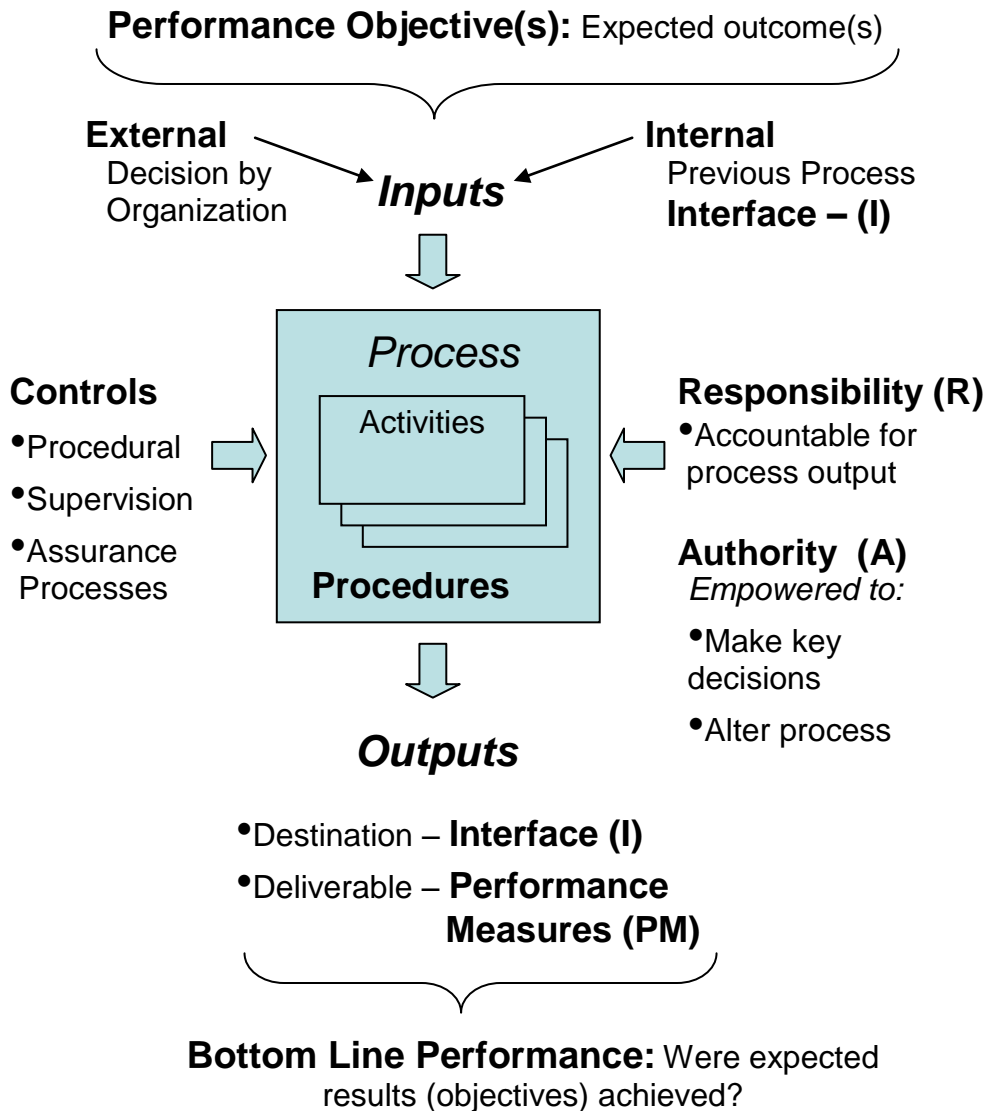 Performance Objective(s): Expected outcome(s)
External
Decision by
Organization
Inputs
Internal
Previous Process
Interface – (I)
Process
Activities
Procedures
Controls
•Procedural
•Supervision
•Assurance
Processes
Responsibility (R)
•Accountable for
process output
Authority (A)
Empowered to:
•Make key
decisions
•Alter process
Outputs
•Destination – Interface (I)
•Deliverable – Performance
Measures (PM)
Bottom Line Performance: Were expected
results (objectives) achieved?